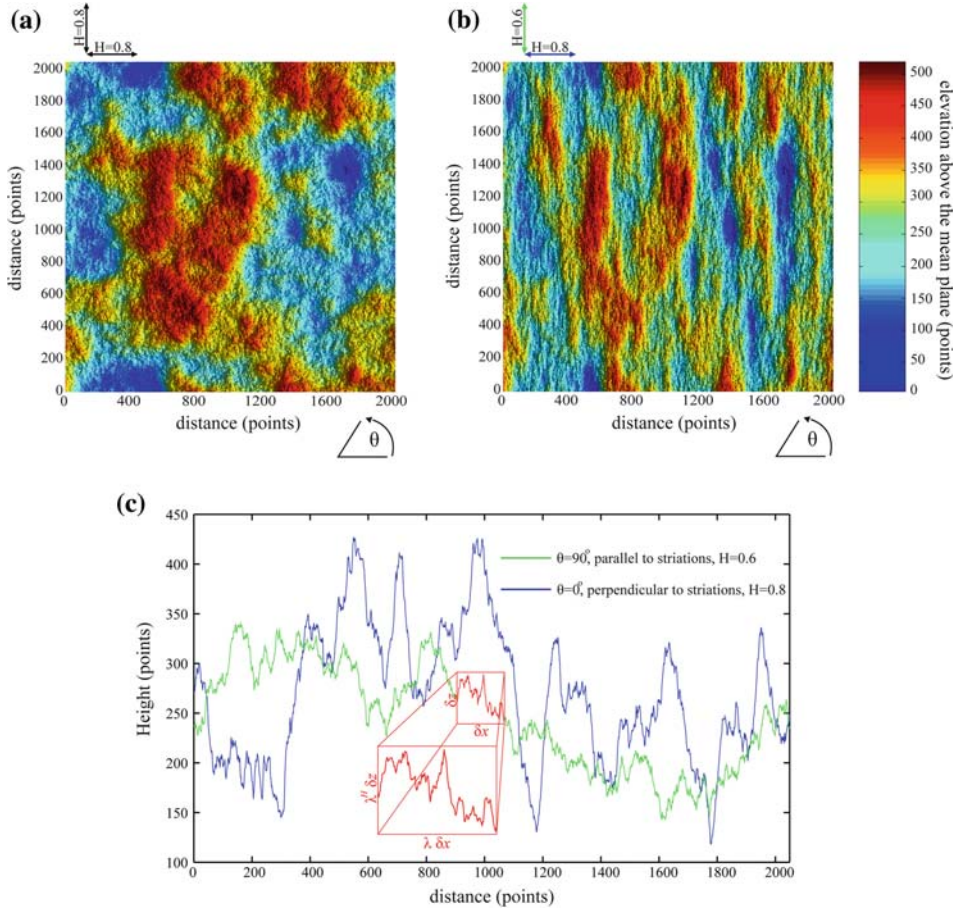 (a)
H=0.8
H=0.8
2000
1800
1600
1400
1200
1000
800
600
400
200
0
distance (points)
0
400
800
1200
1600
2000
distance (points)
θ
(b)
H=0.6
H=0.8
2000
1800
1600
1400
1200
1000
800
600
400
200
0
distance (points)
0
400
800
1200
1600
2000
distance (points)
θ
500
450
400
350
300
250
200
150
100
50
0
elevation above the mean plane (points)
(c)
450
400
350
300
250
200
150
100
Height (points)
θ=90°, parallel to striations, H=0.6
θ=0°, perpendicular to striations, H=0.8
δz
δx
λᴴ δz
λ δx
0
200
400
600
800
1000
1200
1400
1600
1800
2000
distance (points)